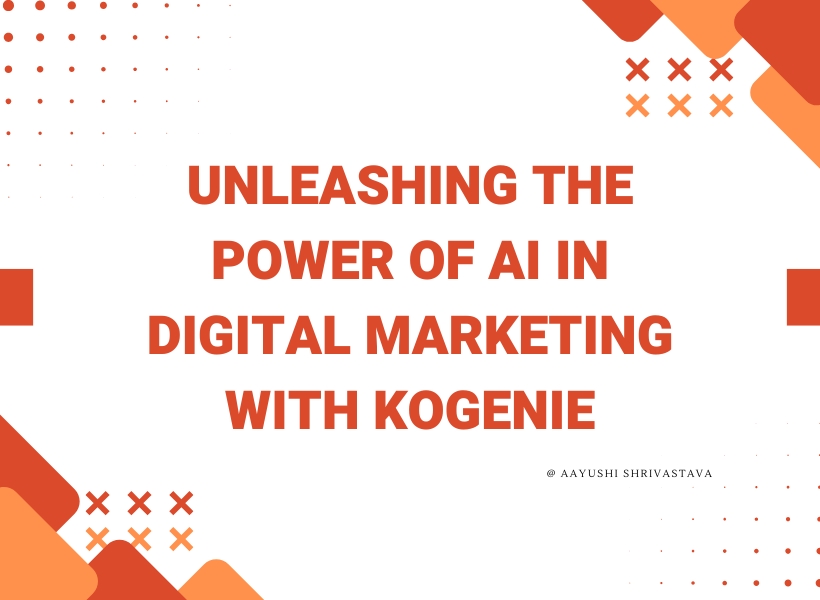 UNLEASHING THE
POWER OF AI IN
DIGITAL MARKETING
WITH KOGENIE
@ AAYUSHI SHRIVASTAVA